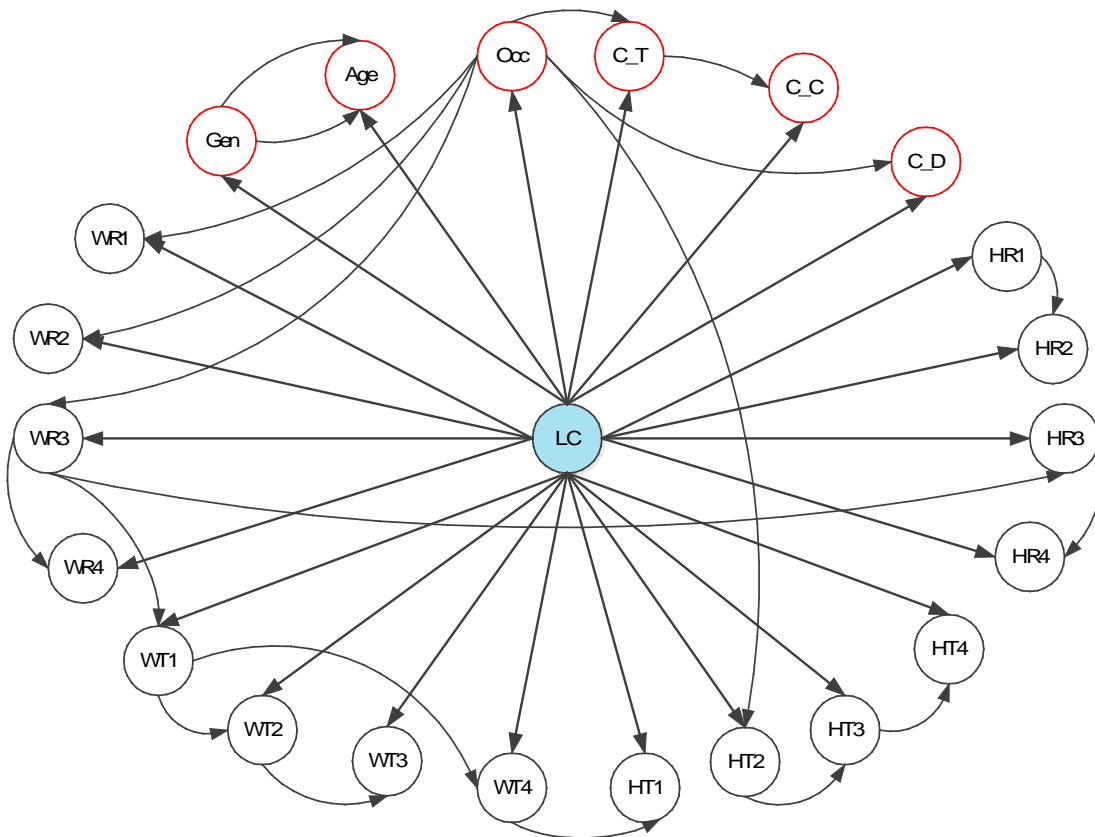 Occ
C_T
Age
C_C
Gen
C_D
WR1
HR1
WR2
HR2
WR3
LC
HR3
WR4
HR4
WT1
HT4
WT2
HT3
WT3
HT2
WT4
HT1